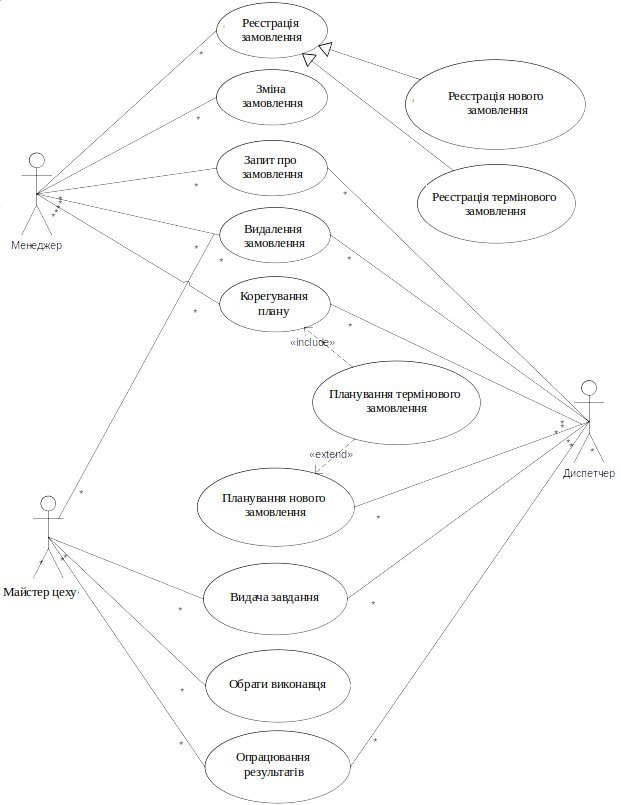 Реєстрація
замовлення
Зміна
замовлення
Реєстрація нового
замовлення
Запит про
замовлення
Реєстрація термінового
замовлення
Менеджер
Видалення
замовлення
Корегування
плану
«include»
Планування термінового
замовлення
«extend»
Диспетчер
Планування нового
замовлення
Майстер цеху
Видача завдання
Обрати виконавця
Опрацювання
результатів